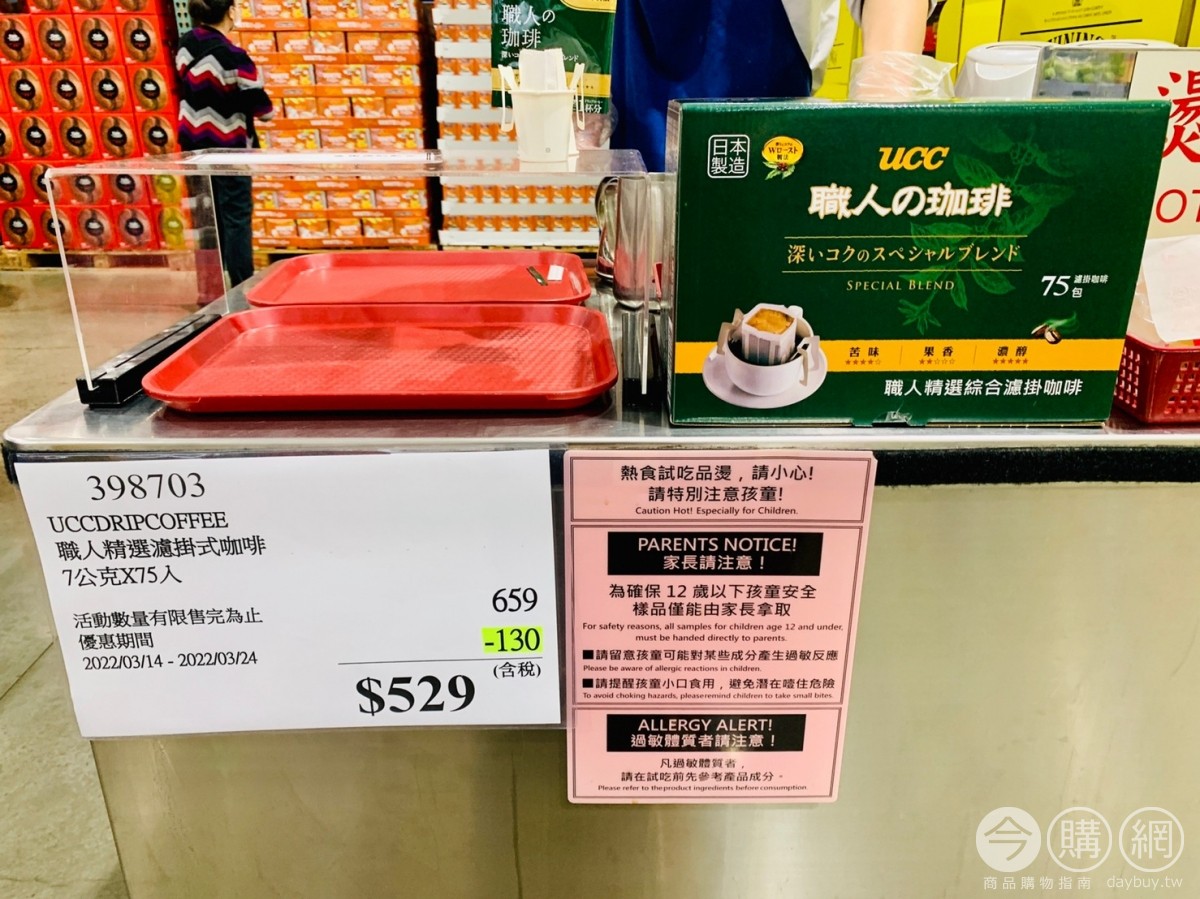 職人の
珈琲
日本
製造
Wロースト
UCC
職人の珈琲
深いコクのスペシャルブレンド
SPECIAL BLEND
75 濾掛咖啡
包
苦味 果香 濃醇
★★★★☆ ★★☆☆☆ ★★★★★
職人精選綜合濾掛咖啡
398703
UCCDRIPCOFFEE
職人精選濾掛式咖啡
7公克X75入
活動數量有限售完為止
優惠期間
2022/03/14 - 2022/03/24
659
-130
(含稅)
$529
熱食試吃品燙，請小心!
請特別注意孩童!
Caution Hot! Especially for Children.
PARENTS NOTICE!
家長請注意！
為確保 12 歲以下孩童安全
樣品僅能由家長拿取
For safety reasons, all samples for children age 12 and under,
must be handed directly to parents.
■請留意孩童可能對某些成分產生過敏反應
Please be aware of allergic reactions in children.
■請提醒孩童小口食用，避免潛在噎住危險
To avoid choking hazards, pleaseremind children to take small bites.
ALLERGY ALERT!
過敏體質者請注意！
凡過敏體質者，
請在試吃前先參考產品成分。
Please refer to theproduct ingredients before consumption
今購網
商品購物指南 daybuy.tw